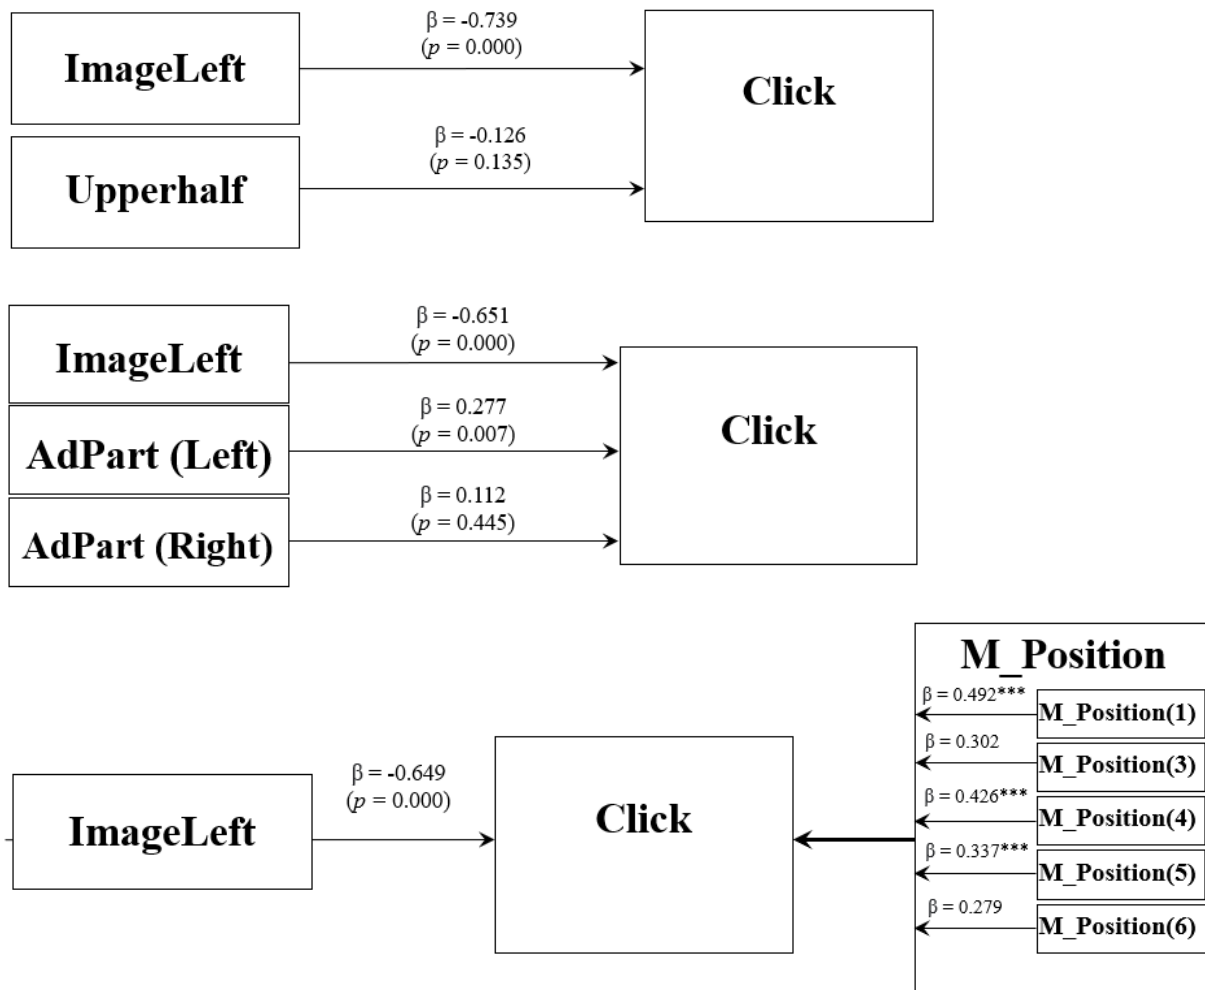 β = -0.739
(p = 0.000)
ImageLeft
Click
β = -0.126
(p = 0.135)
Upperhalf
β = -0.651
(p = 0.000)
ImageLeft
β = 0.277
(p = 0.007)
Click
AdPart (Left)
β = 0.112
(p = 0.445)
AdPart (Right)
M_Position
β = 0.492***
M_Position(1)
β = 0.302
M_Position(3)
β = -0.649
(p = 0.000)
β = 0.426***
M_Position(4)
ImageLeft
Click
β = 0.337***
M_Position(5)
β = 0.279
M_Position(6)